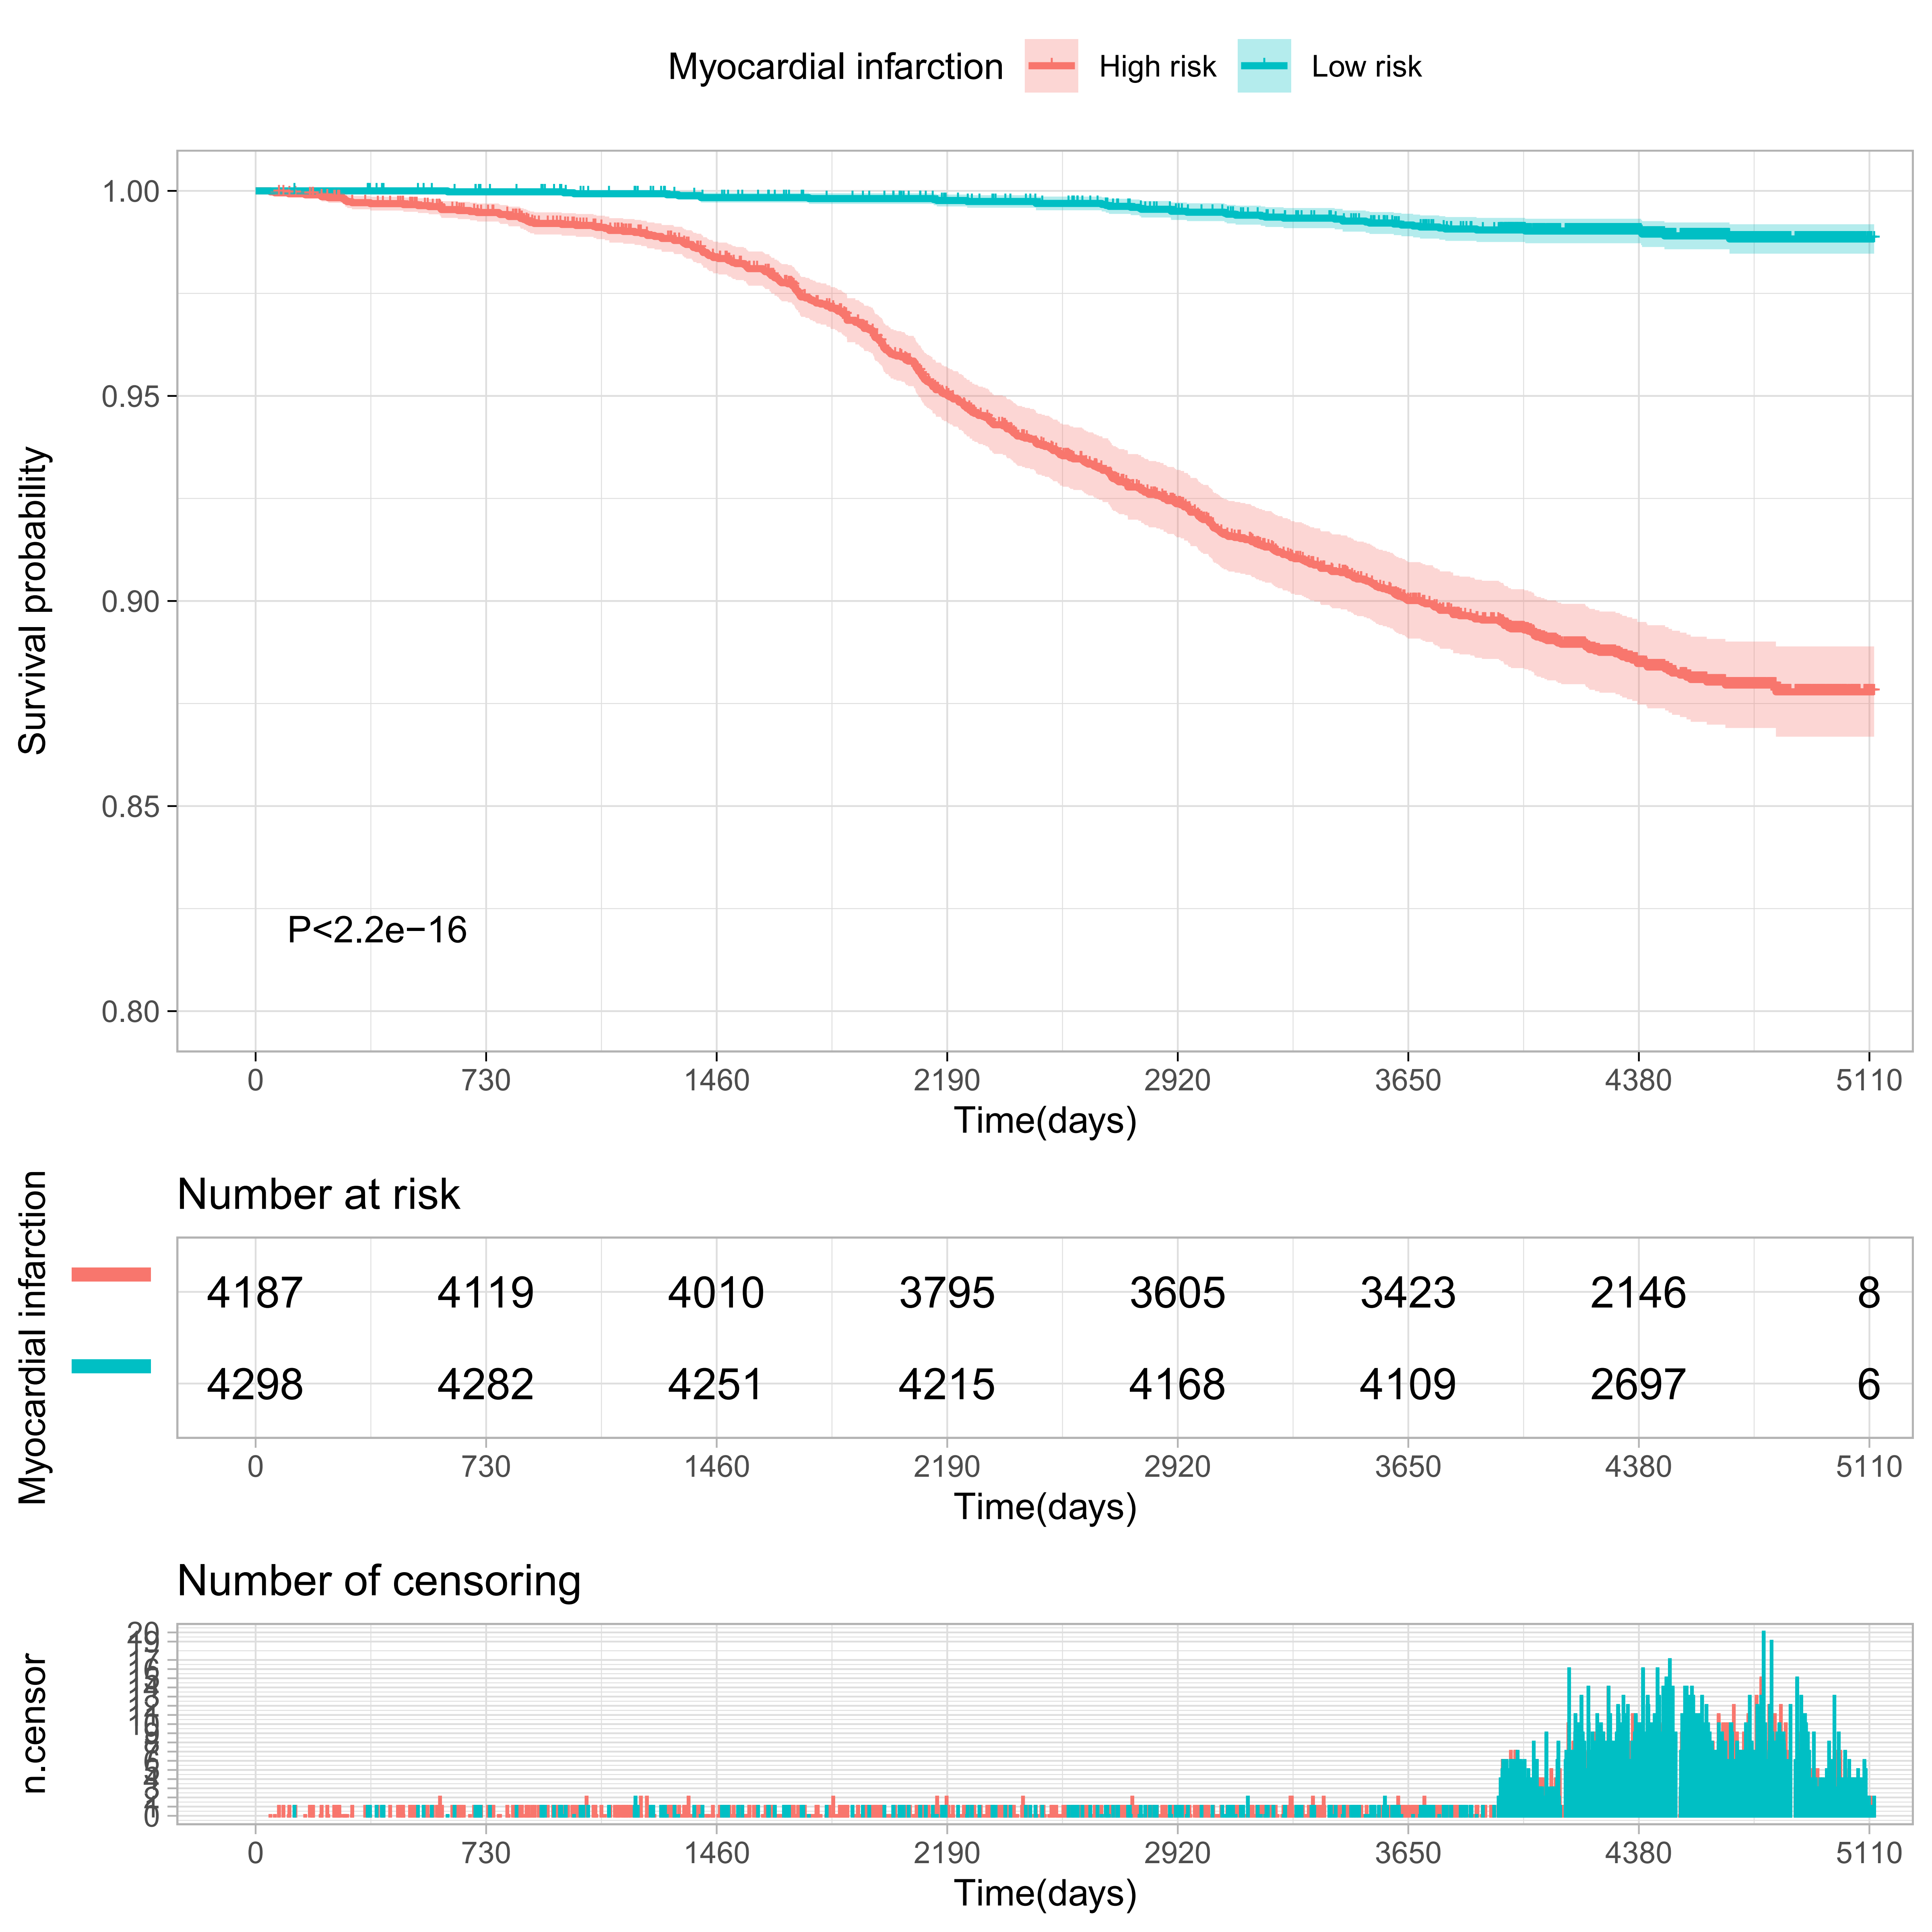 Myocardial infarction High risk Low risk
1.00
0.95
0.90
0.85
0.80
Survival probability
P<2.2e−16
0 730 1460 2190 2920 3650 4380 5110
Time(days)
Number at risk
Myocardial infarction
4187 4119 4010 3795 3605 3423 2146 8
4298 4282 4251 4215 4168 4109 2697 6
0 730 1460 2190 2920 3650 4380 5110
Time(days)
Number of censoring
n.censor
20
0
0 730 1460 2190 2920 3650 4380 5110
Time(days)